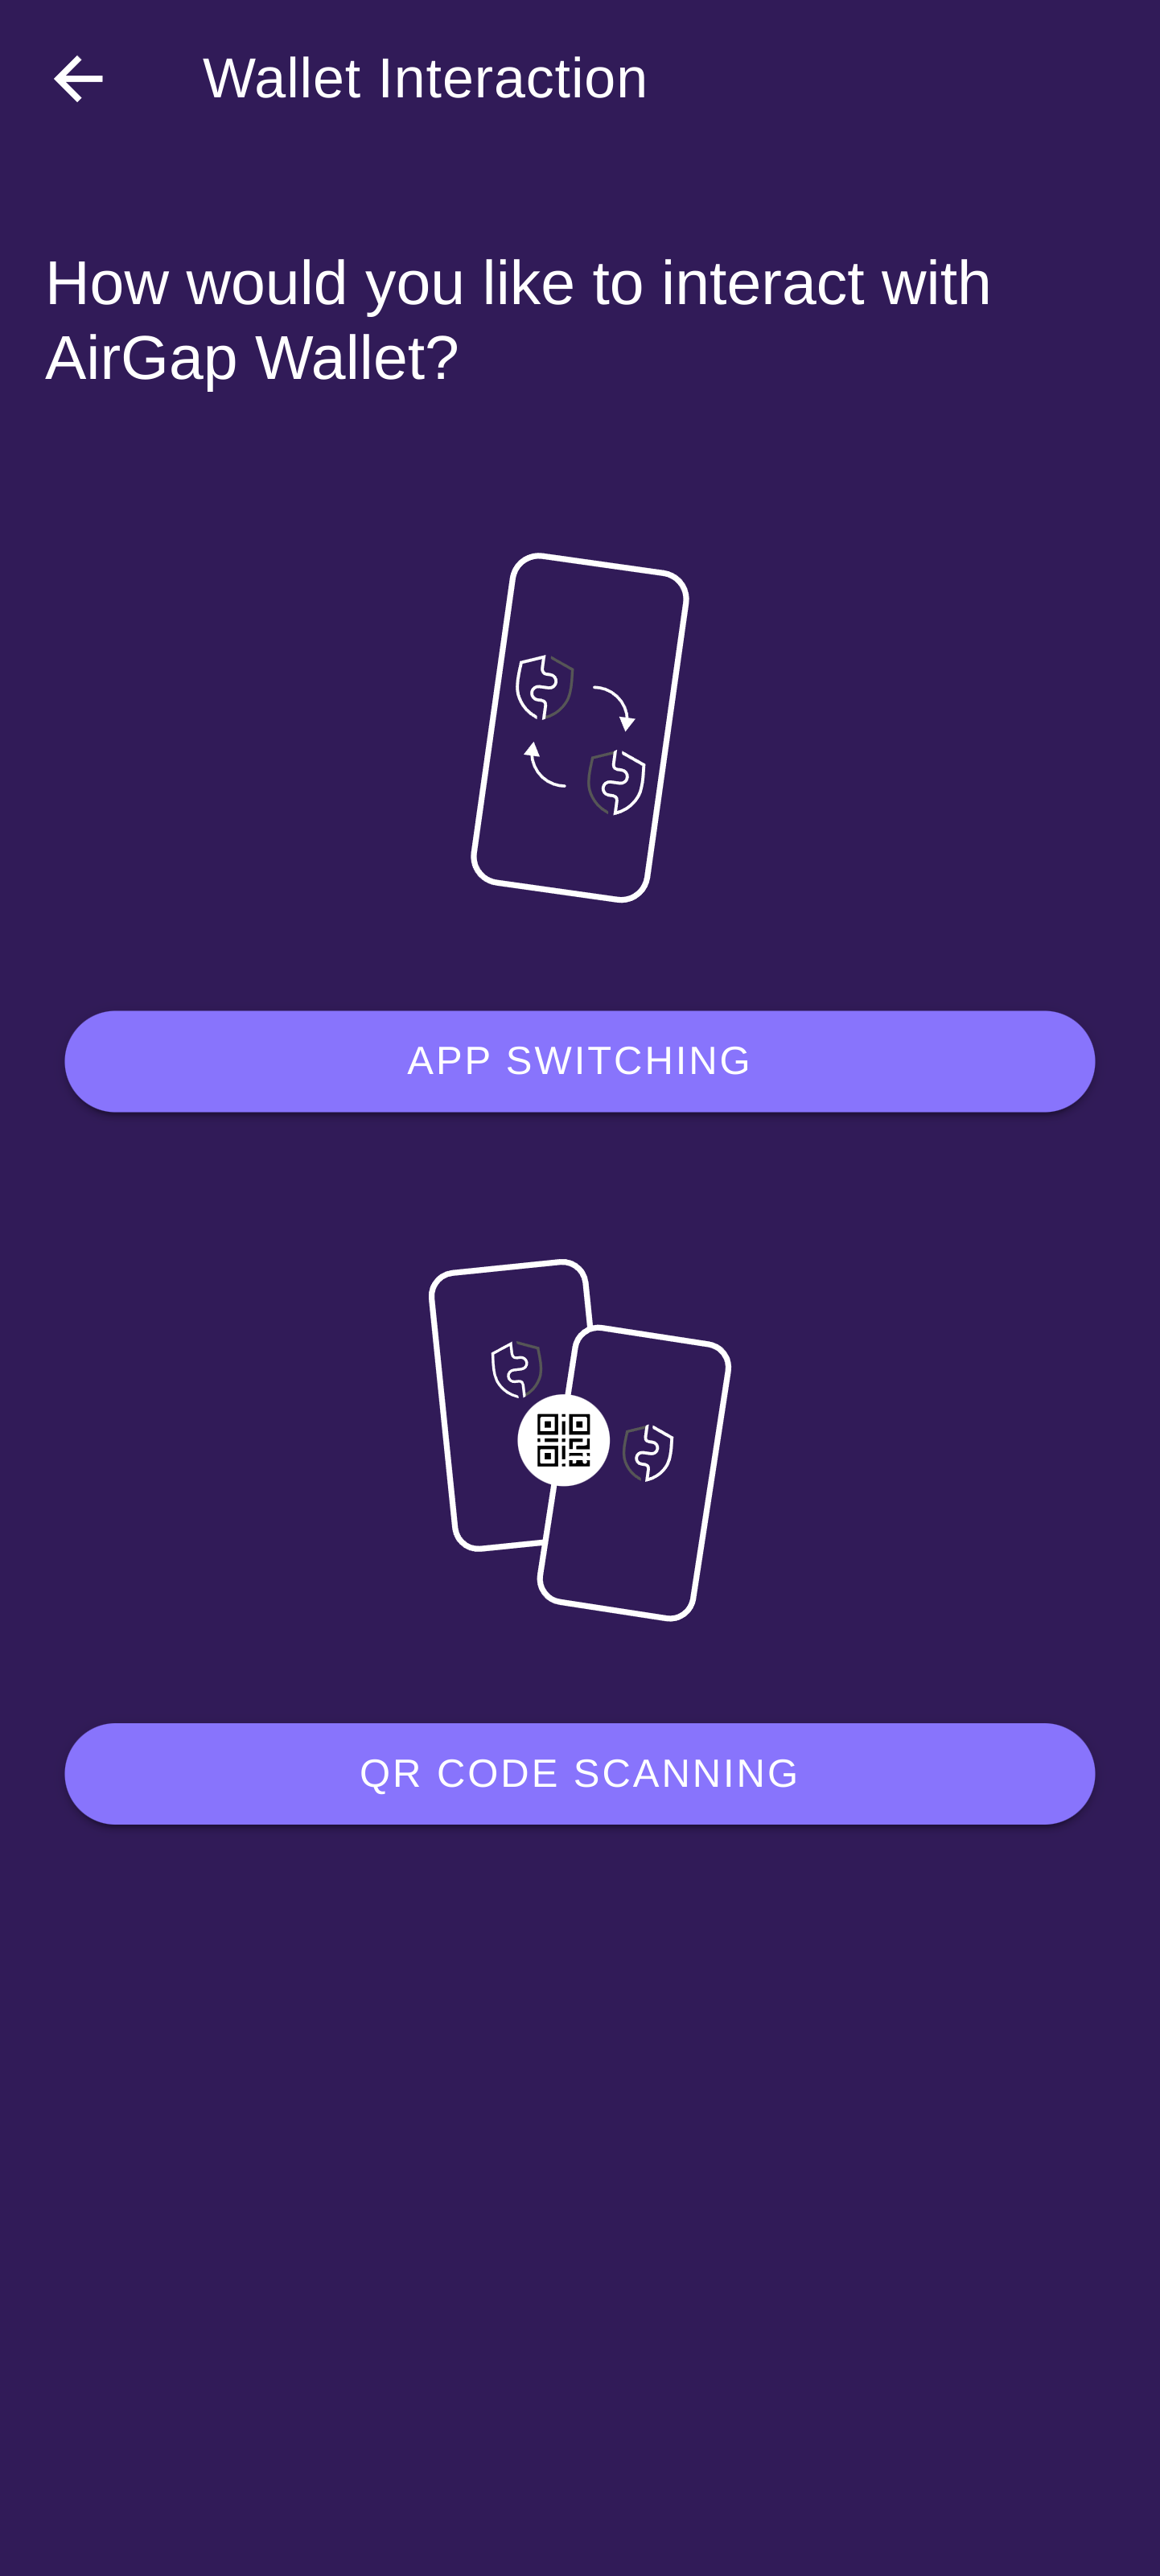 Wallet Interaction
How would you like to interact with
AirGap Wallet?
APP SWITCHING
QR CODE SCANNING